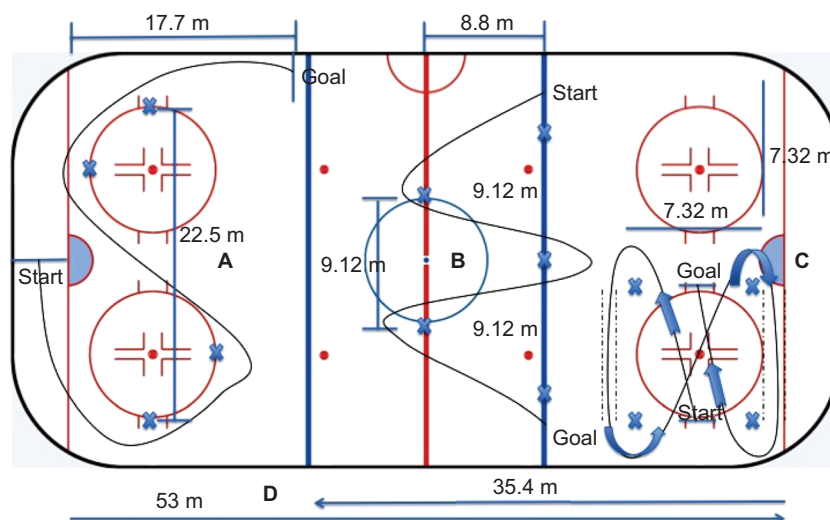 17.7 m
8.8 m
Goal
Start
9.12 m
7.32 m
7.32 m
22.5 m
A
9.12 m
B
C
Start
Goal
9.12 m
Start
Goal
D
53 m
35.4 m